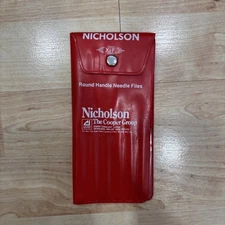 NICHOLSON
Round Handle Needle Files
Nicholson
The Cooper Group